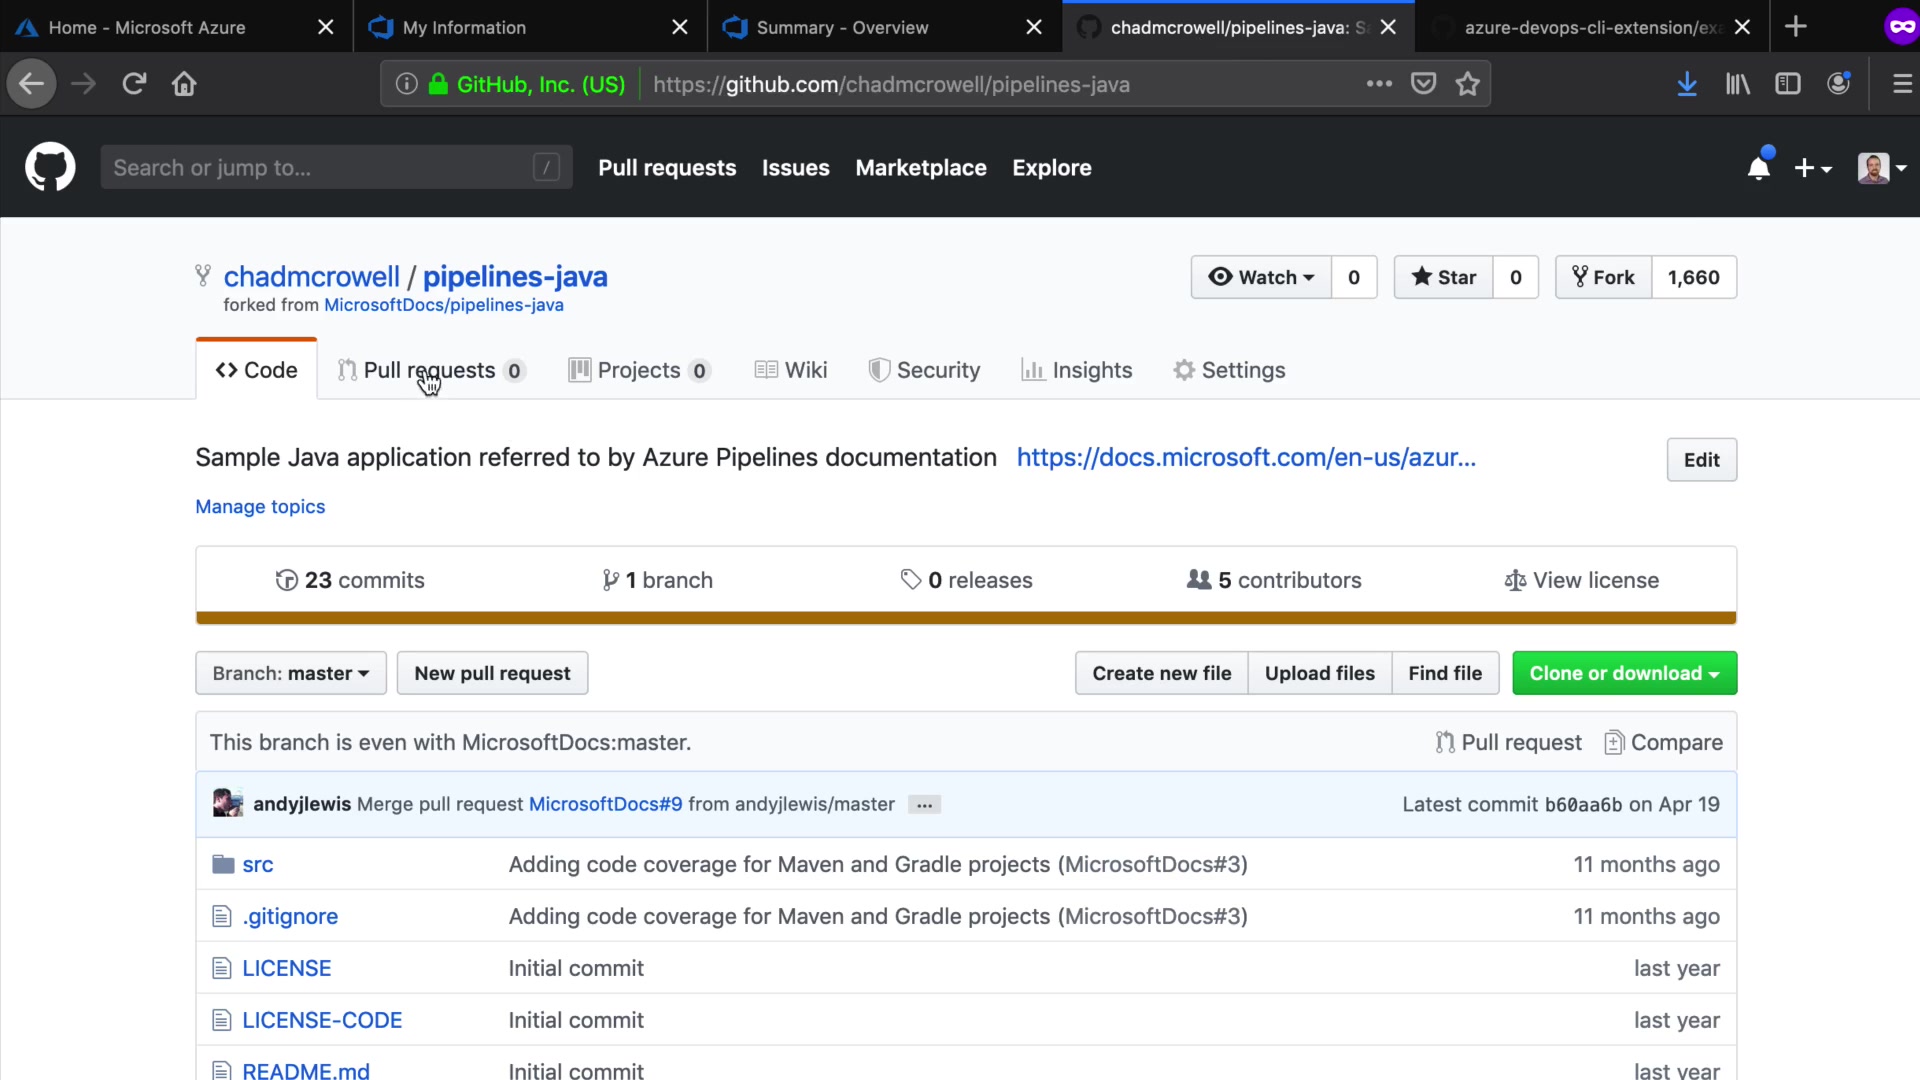 Home - Microsoft Azure
My Information
Summary - Overview
chadmcrowell/pipelines-java: S
azure-devops-cli-extension/ex
GitHub, Inc. (US)
https://github.com/chadmcrowell/pipelines-java
Search or jump to...
/
Pull requests
Issues
Marketplace
Explore
chadmcrowell / pipelines-java
Watch 0
Star 0
Fork 1,660
forked from MicrosoftDocs/pipelines-java
Code
Pull requests 0
Projects 0
Wiki
Security
Insights
Settings
Sample Java application referred to by Azure Pipelines documentation https://docs.microsoft.com/en-us/azur...
Edit
Manage topics
23 commits
1 branch
0 releases
5 contributors
View license
Branch: master
New pull request
Create new file
Upload files
Find file
Clone or download
This branch is even with MicrosoftDocs:master.
Pull request
Compare
andyjlewis Merge pull request MicrosoftDocs#9 from andyjlewis/master ...
Latest commit b60aa6b on Apr 19
src Adding code coverage for Maven and Gradle projects (MicrosoftDocs#3) 11 months ago
.gitignore Adding code coverage for Maven and Gradle projects (MicrosoftDocs#3) 11 months ago
LICENSE Initial commit last year
LICENSE-CODE Initial commit last year
README.md Initial commit last year